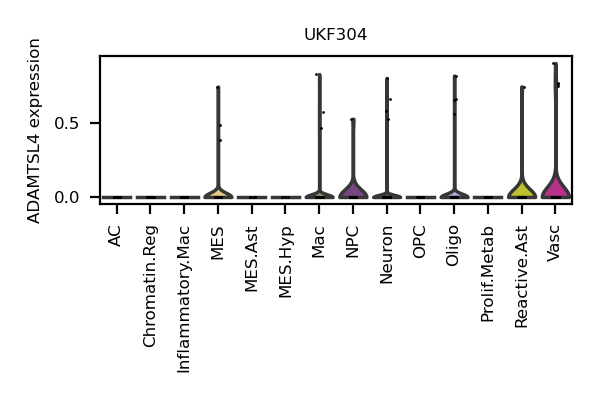 UKF304
ADAMTSL4 expression
0.5
0.0
AC
Chromatin.Reg
Inflammatory.Mac
MES
MES.Ast
MES.Hyp
Mac
NPC
Neuron
OPC
Oligo
Prolif.Metab
Reactive.Ast
Vasc